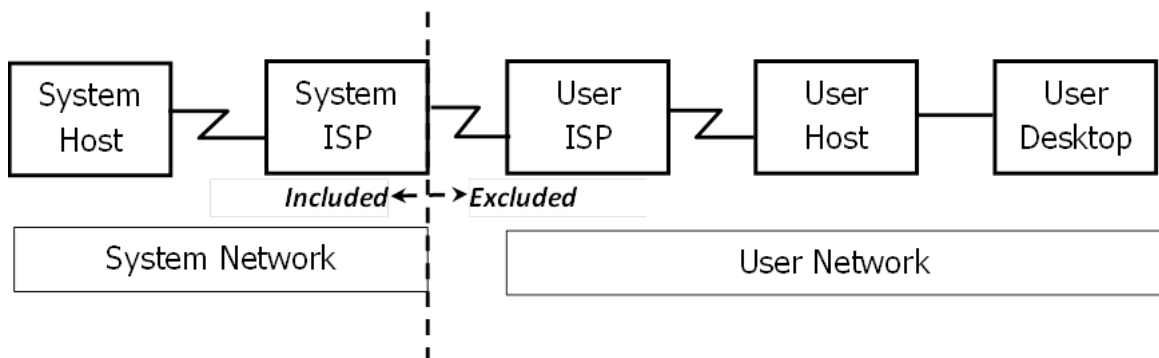 System
Host
System
ISP
User
ISP
User
Host
User
Desktop
Included
Excluded
System Network
User Network